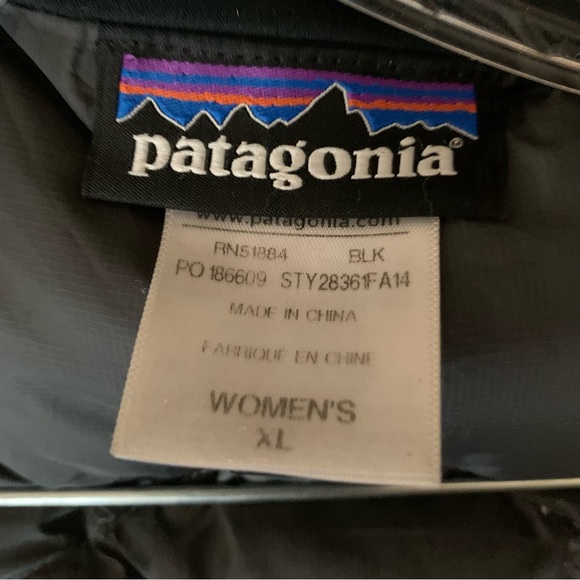 patagonia®
www.patagonia.com
RN51884 BLK
PO 186609 STY28361FA14
MADE IN CHINA
FABRIQUÉ EN CHINE
WOMEN'S
XL